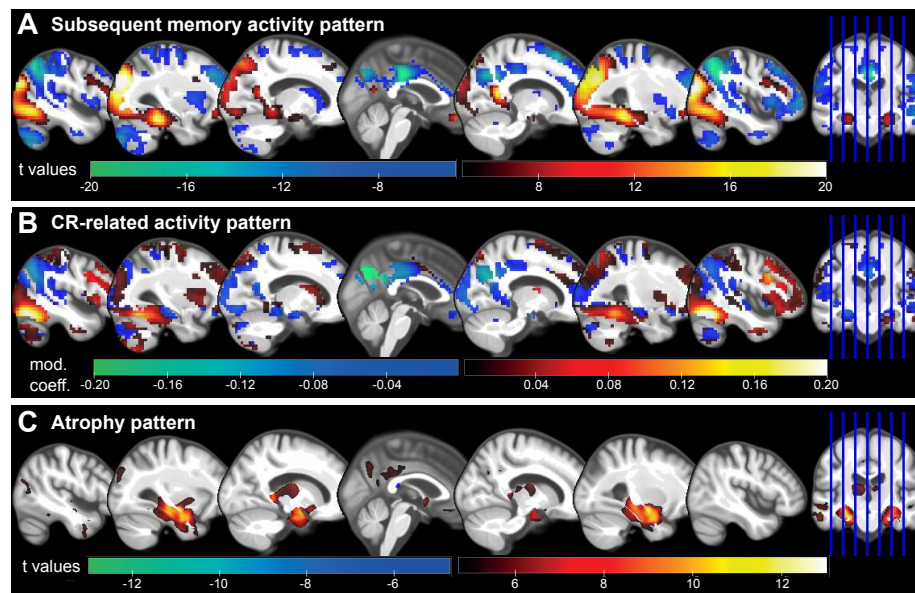 A Subsequent memory activity pattern
t values
-20 -16 -12 -8 8 12 16 20
B CR-related activity pattern
mod.
coeff.
-0.20 -0.16 -0.12 -0.08 -0.04 0.04 0.08 0.12 0.16 0.20
C Atrophy pattern
t values
-12 -10 -8 -6 6 8 10 12